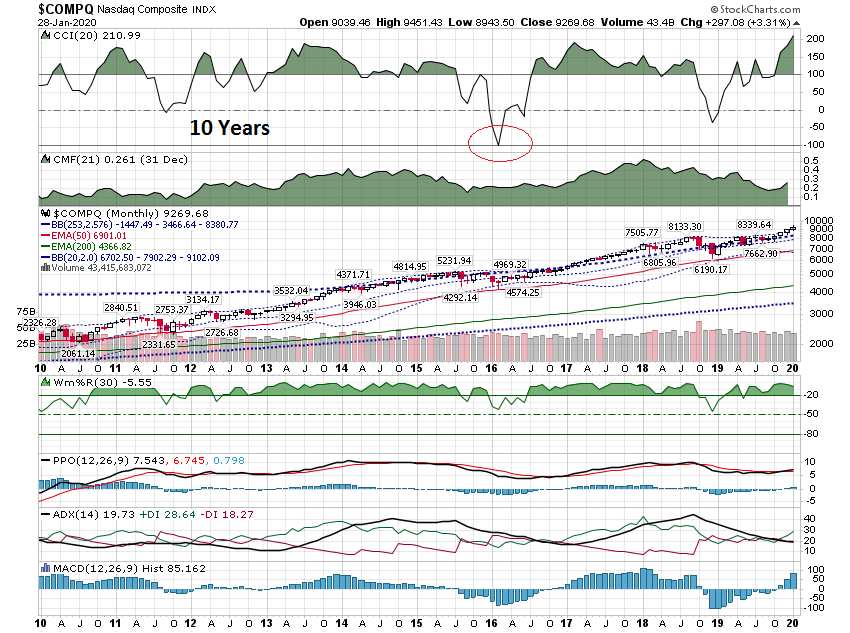 $COMPQ Nasdaq Composite INDX
© StockCharts.com
28-Jan-2020
Open 9039.46 High 9451.43 Low 8943.50 Close 9269.68 Volume 43.4B Chg +297.08 (+3.31%)
CCI(20) 210.99
200
150
100
50
0
-50
-100
10 Years
CMF(21) 0.261 (31 Dec)
0.5
0.4
0.3
0.2
0.1
$COMPQ (Monthly) 9269.68
BB(253,2.576) -1447.49 - 3466.64 - 8380.77
EMA(50) 6901.01
EMA(200) 4366.82
BB(20,2.0) 6702.50 - 7902.29 - 9102.09
Volume 43,415,683,072
10000
9000
8000
7000
6000
5000
4000
3000
2000
75B
50B
25B
2326.28
2061.14
2840.51
2753.37
2331.65
3134.17
2726.68
3532.04
3294.95
4371.71
3946.03
4814.95
5231.94
4292.14
4969.32
4574.25
7505.77
6805.96
8133.30
6190.17
8339.64
7662.90
10 A J O 11 A J O 12 A J O 13 A J O 14 A J O 15 A J O 16 A J O 17 A J O 18 A J O 19 A J O 20
Wm%R(30) -5.55
-20
-50
-80
PPO(12,26,9) 7.543, 6.745, 0.798
10
5
0
-5
ADX(14) 19.73 +DI 28.64 -DI 18.27
40
30
20
10
MACD(12,26,9) Hist 85.162
100
50
0
-50
-100
10 A J O 11 A J O 12 A J O 13 A J O 14 A J O 15 A J O 16 A J O 17 A J O 18 A J O 19 A J O 20